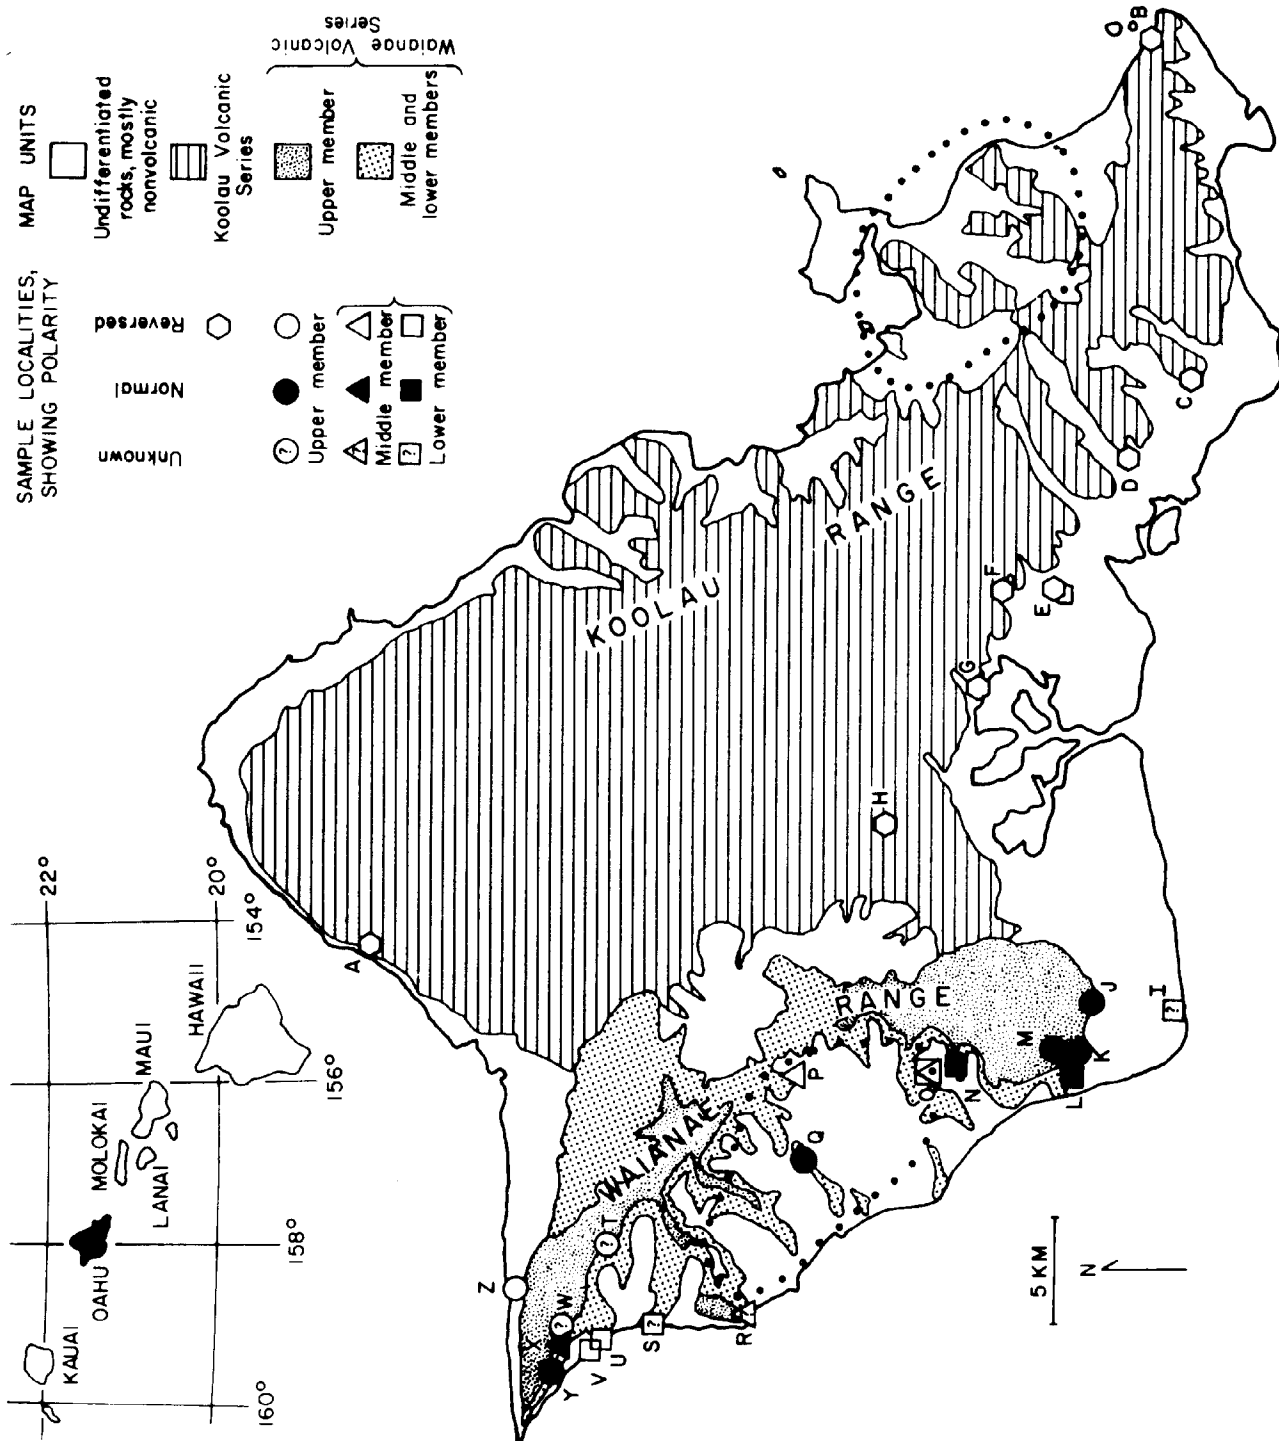 SAMPLE LOCALITIES,
SHOWING POLARITY
Unknown
Normal
Reversed
?
Upper member
?
Middle member
?
Lower member
MAP UNITS
Undifferentiated
rocks, mostly
nonvolcanic
Koolau Volcanic
Series
Upper member
Middle and
lower members
Waianae Volcanic
Series
22°
20°
154°
156°
158°
160°
KAUAI
OAHU
MOLOKAI
LANAI
MAUI
HAWAII
KOOLAU RANGE
WAIANAE RANGE
A
B
C
D
E
F
G
H
I
?
J
K
L
M
N
O
P
Q
R
S
?
T
?
U
V
W
?
X
Y
Z
5 KM
N